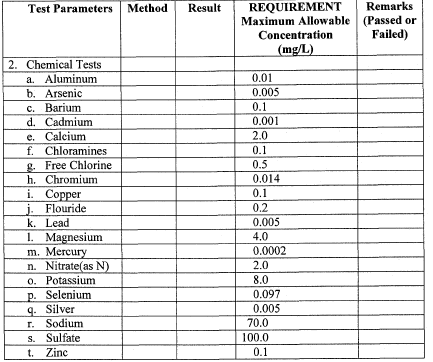 Test Parameters Method Result REQUIREMENT Remarks
Maximum Allowable (Passed or
Concentration Failed)
(mg/L)
2. Chemical Tests
a. Aluminum 0.01
b. Arsenic 0.005
c. Barium 0.1
d. Cadmium 0.001
e. Calcium 2.0
f. Chloramines 0.1
g. Free Chlorine 0.5
h. Chromium 0.014
i. Copper 0.1
j. Flouride 0.2
k. Lead 0.005
l. Magnesium 4.0
m. Mercury 0.0002
n. Nitrate(as N) 2.0
o. Potassium 8.0
p. Selenium 0.097
q. Silver 0.005
r. Sodium 70.0
s. Sulfate 100.0
t. Zinc 0.1